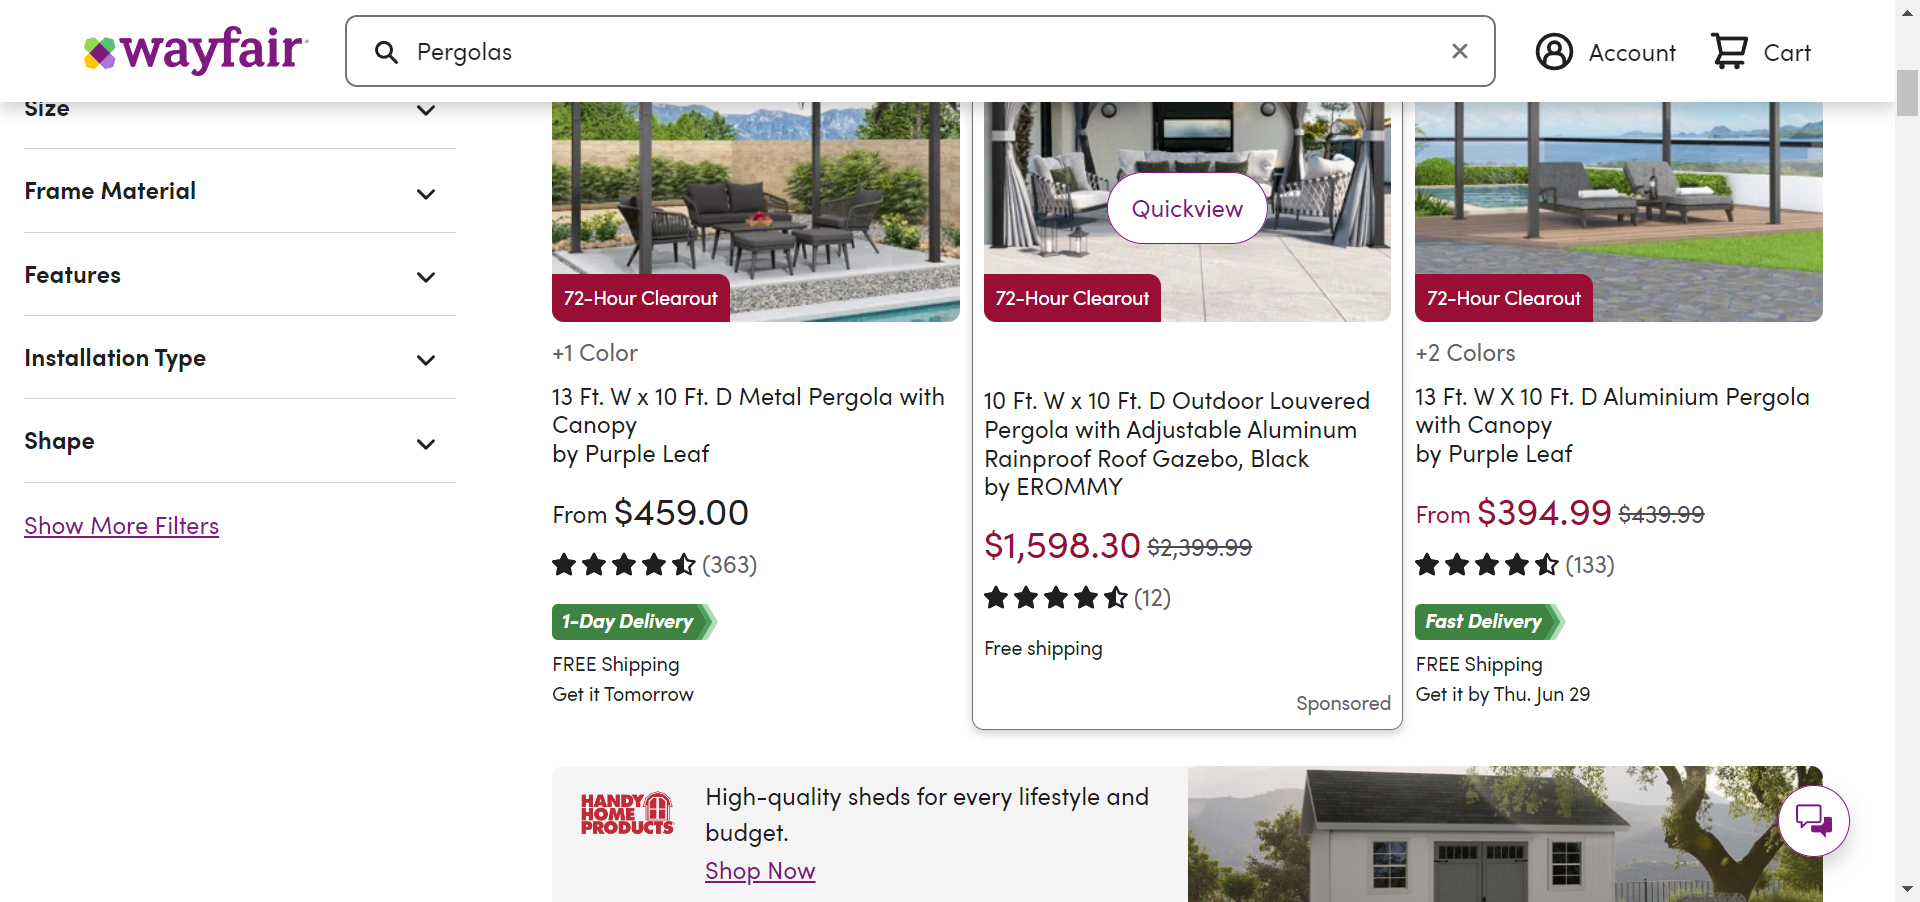 wayfair
Pergolas
Account
Cart
Size
Frame Material
Features
Installation Type
Shape
Show More Filters
72-Hour Clearout
+1 Color
13 Ft. W x 10 Ft. D Metal Pergola with
Canopy
by Purple Leaf
From $459.00
(363)
1-Day Delivery
FREE Shipping
Get it Tomorrow
Quickview
72-Hour Clearout
10 Ft. W x 10 Ft. D Outdoor Louvered
Pergola with Adjustable Aluminum
Rainproof Roof Gazebo, Black
by EROMMY
$1,598.30 $2,399.99
(12)
Free shipping
Sponsored
72-Hour Clearout
+2 Colors
13 Ft. W X 10 Ft. D Aluminium Pergola
with Canopy
by Purple Leaf
From $394.99 $439.99
(133)
Fast Delivery
FREE Shipping
Get it by Thu. Jun 29
HANDY
HOME
PRODUCTS
High-quality sheds for every lifestyle and
budget.
Shop Now